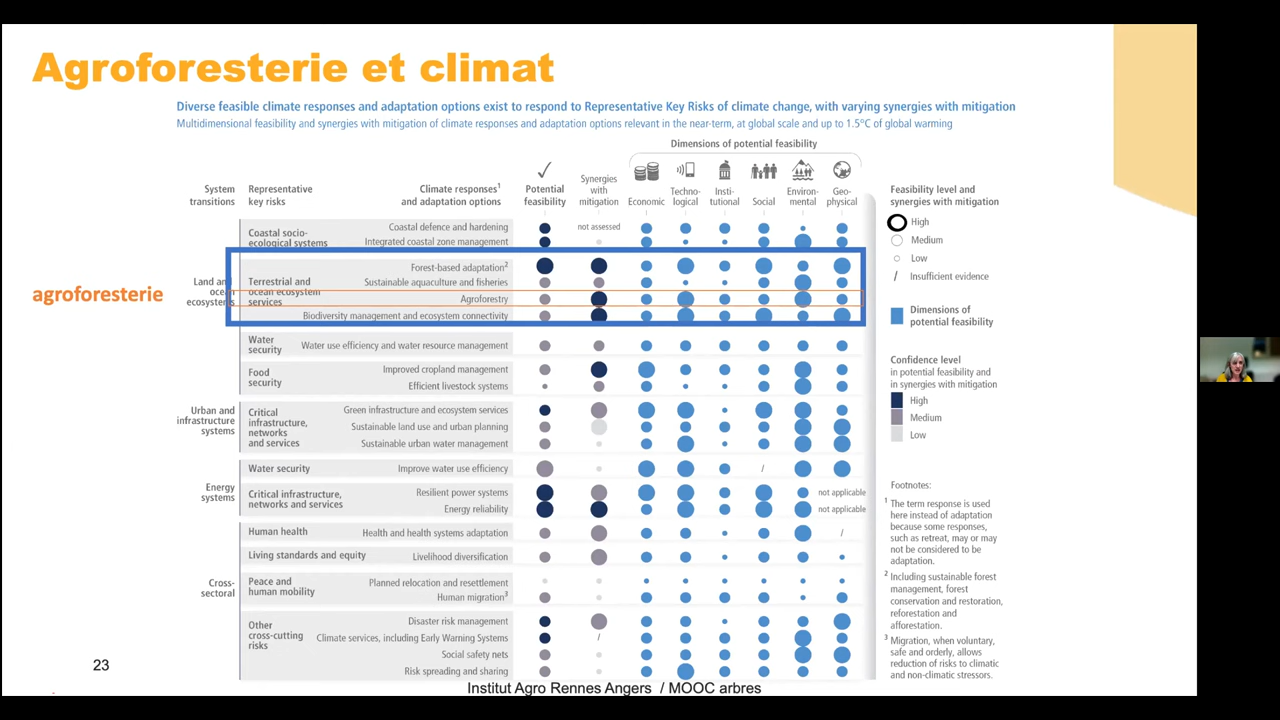 Agroforesterie et climat
Diverse feasible climate responses and adaptation options exist to respond to Representative Key Risks of climate change, with varying synergies with mitigation
Multidimensional feasibility and synergies with mitigation of climate responses and adaptation options relevant in the near-term, at global scale and up to 1.5°C of global warming
Dimensions of potential feasibility
System
transitions
Representative
key risks
Climate responses1
and adaptation options
Potential
feasibility
Synergies
with
mitigation
Economic
Techno-
logical
Insti-
tutional
Social
Environ-
mental
Geo-
physical
Coastal socio-
ecological systems
Coastal defence and hardening
not assessed
Integrated coastal zone management
agroforesterie
Land and
ocean
ecosystems
Terrestrial and
ocean ecosystem
services
Forest-based adaptation2
Sustainable aquaculture and fisheries
Agroforestry
Biodiversity management and ecosystem connectivity
Water
security
Water use efficiency and water resource management
Food
security
Improved cropland management
Efficient livestock systems
Urban and
infrastructure
systems
Critical
infrastructure,
networks
and services
Green infrastructure and ecosystem services
Sustainable land use and urban planning
Sustainable urban water management
Water security
Improve water use efficiency
/
Energy
systems
Critical infrastructure,
networks and services
Resilient power systems
not applicable
Energy reliability
not applicable
Human health
Health and health systems adaptation
/
Living standards and equity
Livelihood diversification
Cross-
sectoral
Peace and
human mobility
Planned relocation and resettlement
Human migration3
Other
cross-cutting
risks
Disaster risk management
Climate services, including Early Warning Systems
/
Social safety nets
Risk spreading and sharing
Feasibility level and
synergies with mitigation
High
Medium
Low
/ Insufficient evidence
Dimensions of
potential feasibility
Confidence level
in potential feasibility and
in synergies with mitigation
High
Medium
Low
Footnotes:
1 The term response is used
here instead of adaptation
because some responses,
such as retreat, may or may
not be considered to be
adaptation.
2 Including sustainable forest
management, forest
conservation and restoration,
reforestation and
afforestation.
3 Migration, when voluntary,
safe and orderly, allows
reduction of risks to climatic
and non-climatic stressors.
23
Institut Agro Rennes Angers / MOOC arbres